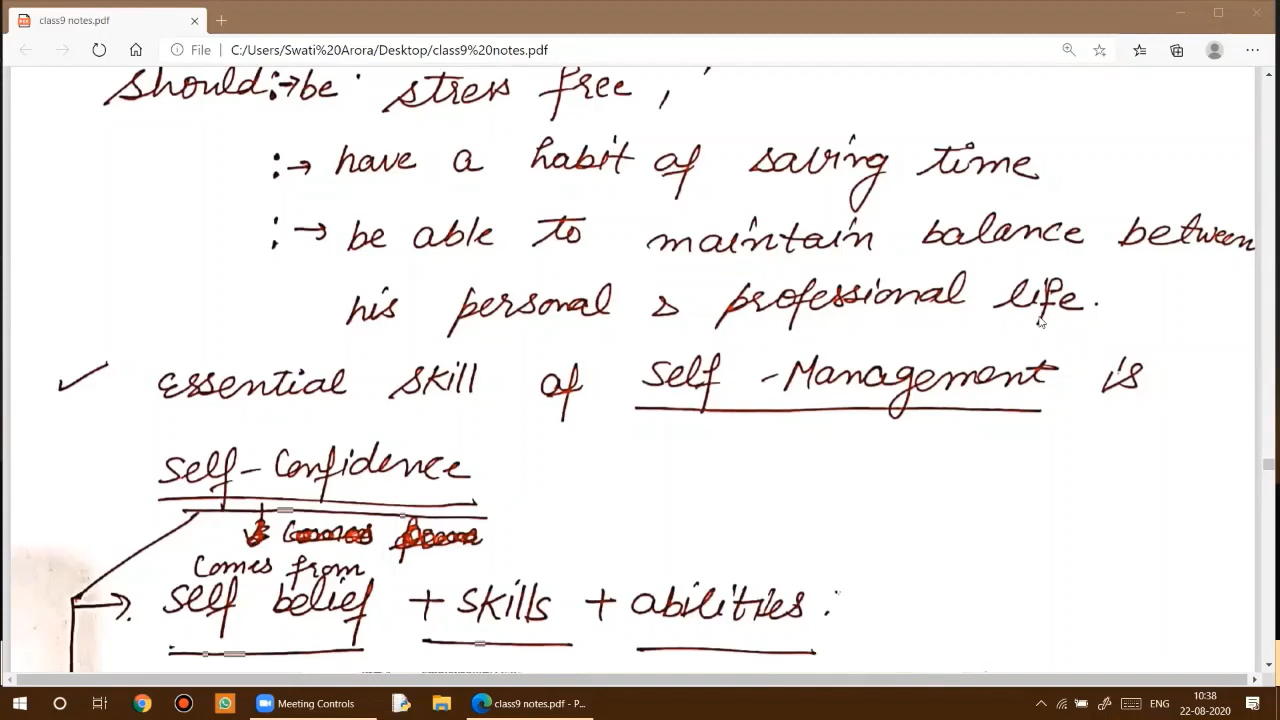 class9 notes.pdf
File C:/Users/Swati%20Arora/Desktop/class9%20notes.pdf
should :→ be stress free,
:→ have a habit of saving time
:→ be able to maintain balance between
his personal & professional life.
✓ essential skill of Self-Management is
Self-Confidence
Comes from
self belief + skills + abilities :
Meeting Controls
class9 notes.pdf - P...
ENG
10:38
22-08-2020